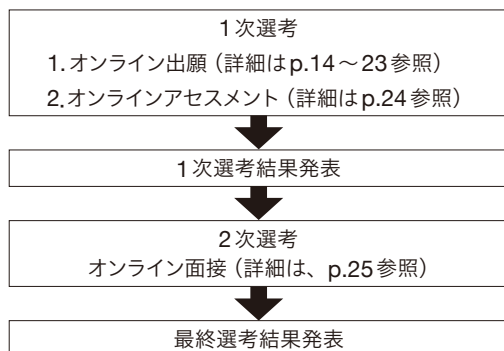 1次選考
1.オンライン出願（詳細はp.14～23参照）
2.オンラインアセスメント（詳細はp.24参照）
1次選考結果発表
2次選考
オンライン面接（詳細は、p.25参照）
最終選考結果発表